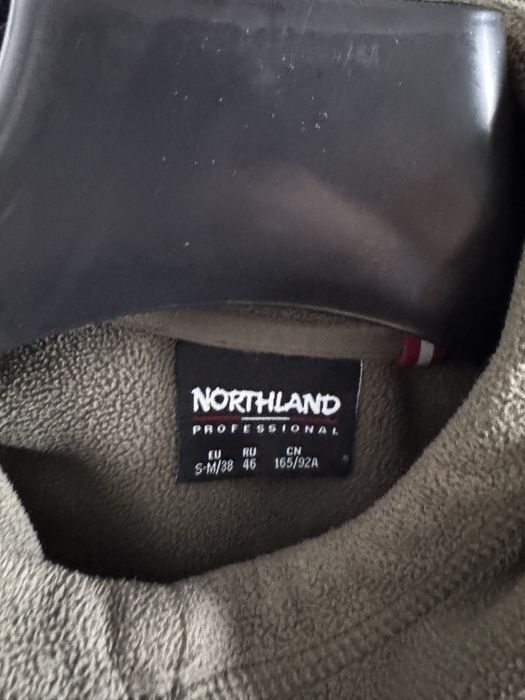 NORTHLAND
PROFESSIONAL
EU RU CN
S-M/38 46 165/92A